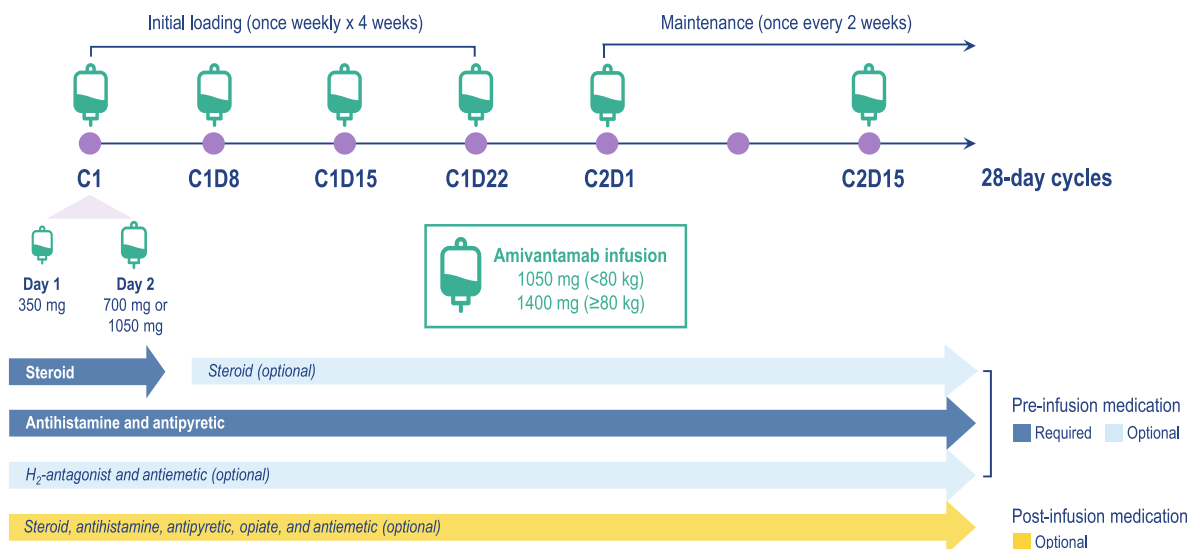 Initial loading (once weekly x 4 weeks)
Maintenance (once every 2 weeks)
C1
C1D8
C1D15
C1D22
C2D1
C2D15
28-day cycles
Day 1
350 mg
Day 2
700 mg or
1050 mg
Amivantamab infusion
1050 mg (<80 kg)
1400 mg (≥80 kg)
Steroid
Steroid (optional)
Antihistamine and antipyretic
H₂-antagonist and antiemetic (optional)
Pre-infusion medication
Required
Optional
Steroid, antihistamine, antipyretic, opiate, and antiemetic (optional)
Post-infusion medication
Optional